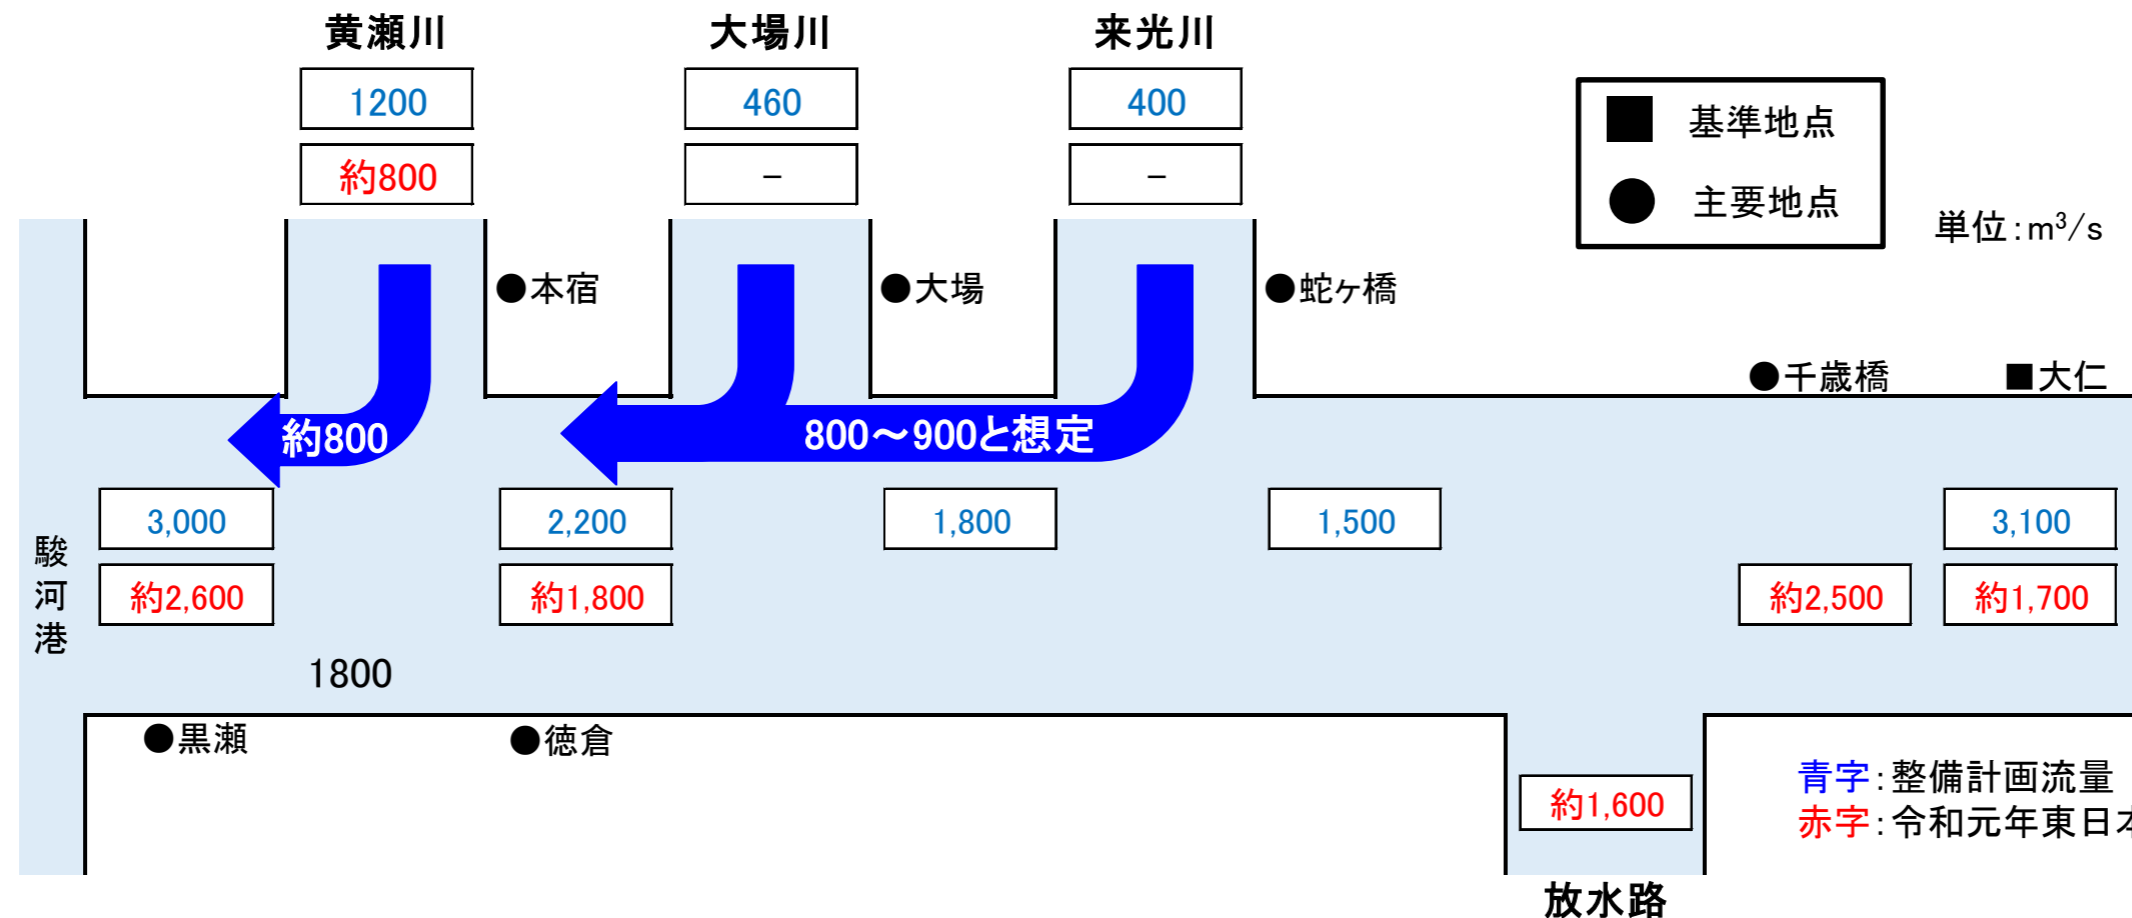 黄瀬川
大場川
来光川
1200
460
400
約800
－
－
■ 基準地点
● 主要地点
単位：m³/s
●本宿
●大場
●蛇ヶ橋
●千歳橋
■大仁
約800
800～900と想定
3,000
2,200
1,800
1,500
3,100
約2,600
約1,800
約2,500
約1,700
駿河港
1800
●黒瀬
●徳倉
約1,600
青字：整備計画流量
赤字：令和元年東日
放水路